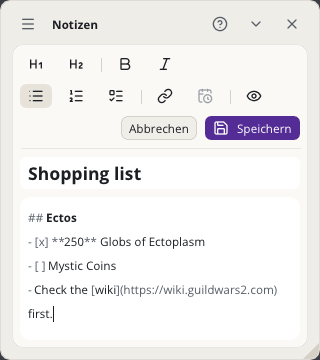 Notizen
H1 H2 B I
Abbrechen Speichern
Shopping list
## Ectos
- [x] **250** Globs of Ectoplasm
- [ ] Mystic Coins
- Check the [wiki](https://wiki.guildwars2.com)
first.